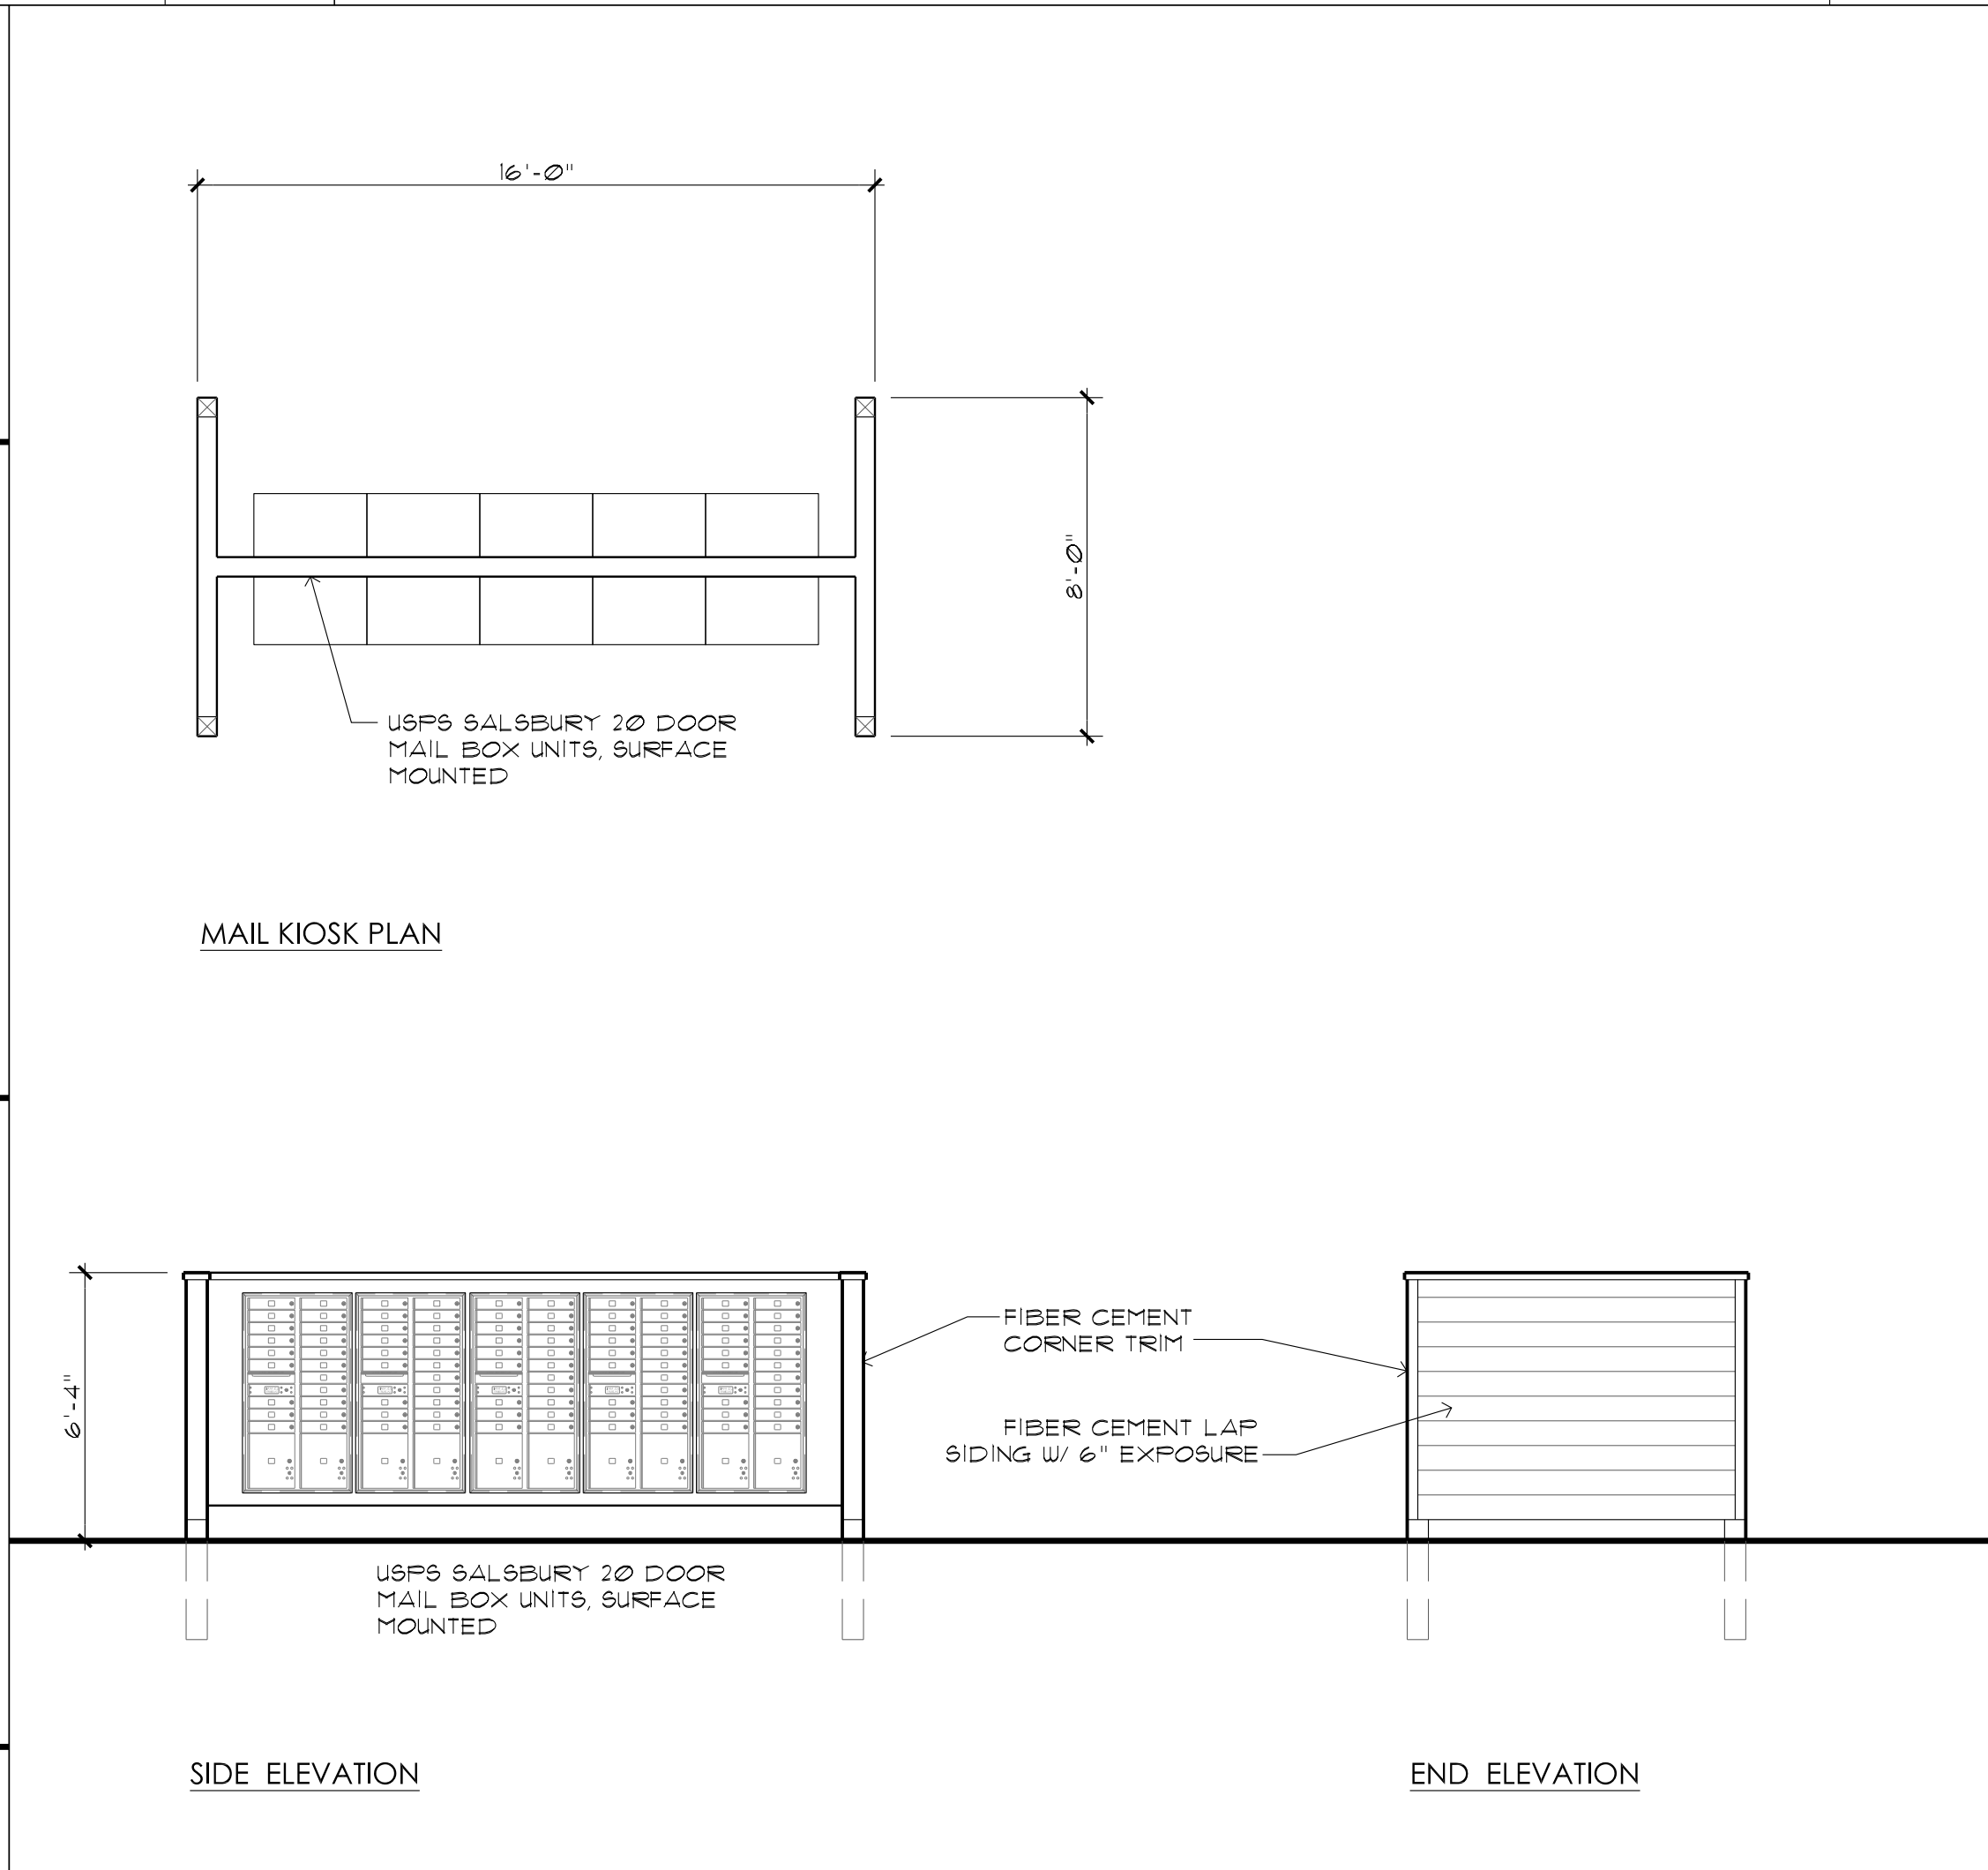 16'-0"
8'-0"
USPS SALSBURY 20 DOOR
MAIL BOX UNITS, SURFACE
MOUNTED
MAIL KIOSK PLAN
6'-4"
FIBER CEMENT
CORNER TRIM
FIBER CEMENT LAP
SIDING W/ 6" EXPOSURE
USPS SALSBURY 20 DOOR
MAIL BOX UNITS, SURFACE
MOUNTED
SIDE ELEVATION
END ELEVATION